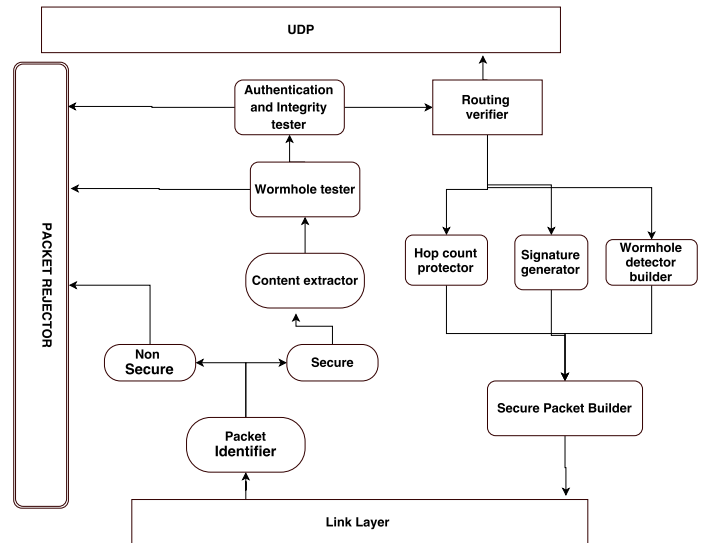 UDP
Authentication
and Integrity
tester
Routing
verifier
Wormhole tester
PACKET REJECTOR
Hop count
protector
Signature
generator
Wormhole
detector
builder
Content extractor
Non
Secure
Secure
Secure Packet Builder
Packet
Identifier
Link Layer